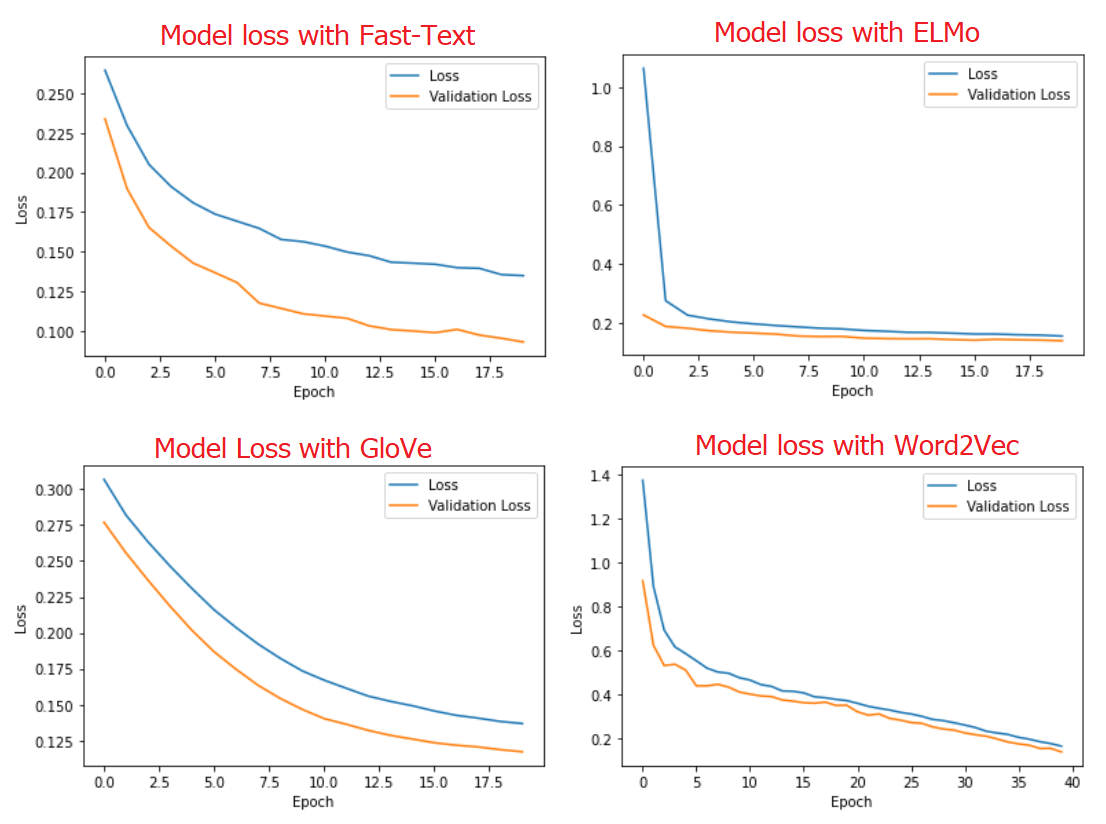 Model loss with Fast-Text
Loss
Validation Loss
0.250
0.225
0.200
0.175
0.150
0.125
0.100
Loss
0.0 2.5 5.0 7.5 10.0 12.5 15.0 17.5
Epoch
Model loss with ELMo
Loss
Validation Loss
1.0
0.8
0.6
0.4
0.2
0.0 2.5 5.0 7.5 10.0 12.5 15.0 17.5
Epoch
Model Loss with GloVe
Loss
Validation Loss
0.300
0.275
0.250
0.225
0.200
0.175
0.150
0.125
Loss
0.0 2.5 5.0 7.5 10.0 12.5 15.0 17.5
Epoch
Model loss with Word2Vec
Loss
Validation Loss
1.4
1.2
1.0
0.8
0.6
0.4
0.2
Loss
0 5 10 15 20 25 30 35 40
Epoch